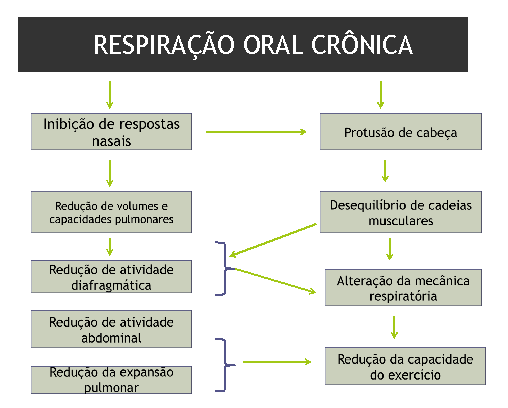 RESPIRAÇÃO ORAL CRÔNICA
Inibição de respostas
nasais
Protusão de cabeça
Redução de volumes e
capacidades pulmonares
Desequilíbrio de cadeias
musculares
Redução de atividade
diafragmática
Alteração da mecânica
respiratória
Redução de atividade
abdominal
Redução da expansão
pulmonar
Redução da capacidade
do exercício